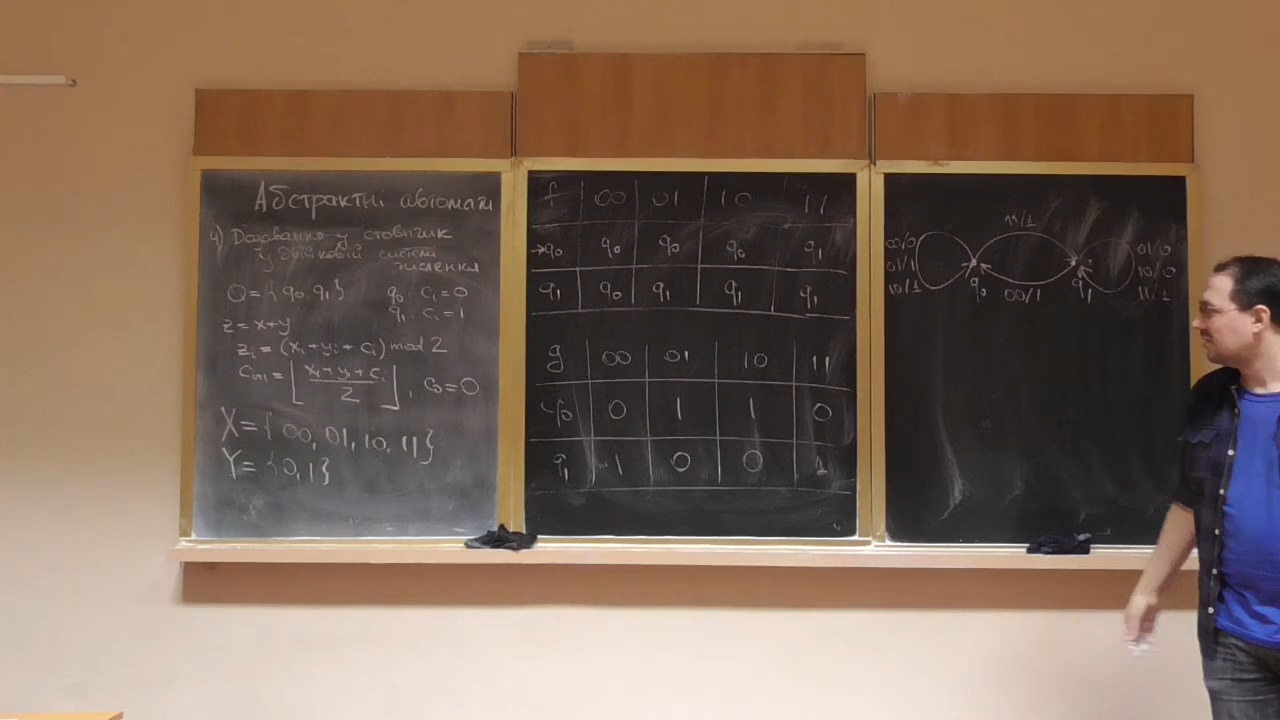 Абстрактні автомати
4) Додавання у стовпчик
у двійковій системі
числення
Q={q₀,q₁} q₀: cᵢ=0
q₁: cᵢ=1
z=x+y
zᵢ=(xᵢ+yᵢ+cᵢ) mod 2
cᵢ₊₁=⌊(xᵢ+yᵢ+cᵢ)/2⌋, c₀=0
X={00,01,10,11}
Y={0,1}
f 00 01 10 11
→q₀ q₀ q₀ q₀ q₁
q₁ q₀ q₁ q₁ q₁
g 00 01 10 11
q₀ 0 1 1 0
q₁ 1 0 0 1
11/1
00/0
01/1
10/1
q₀
00/1
q₁
01/0
10/0
11/1